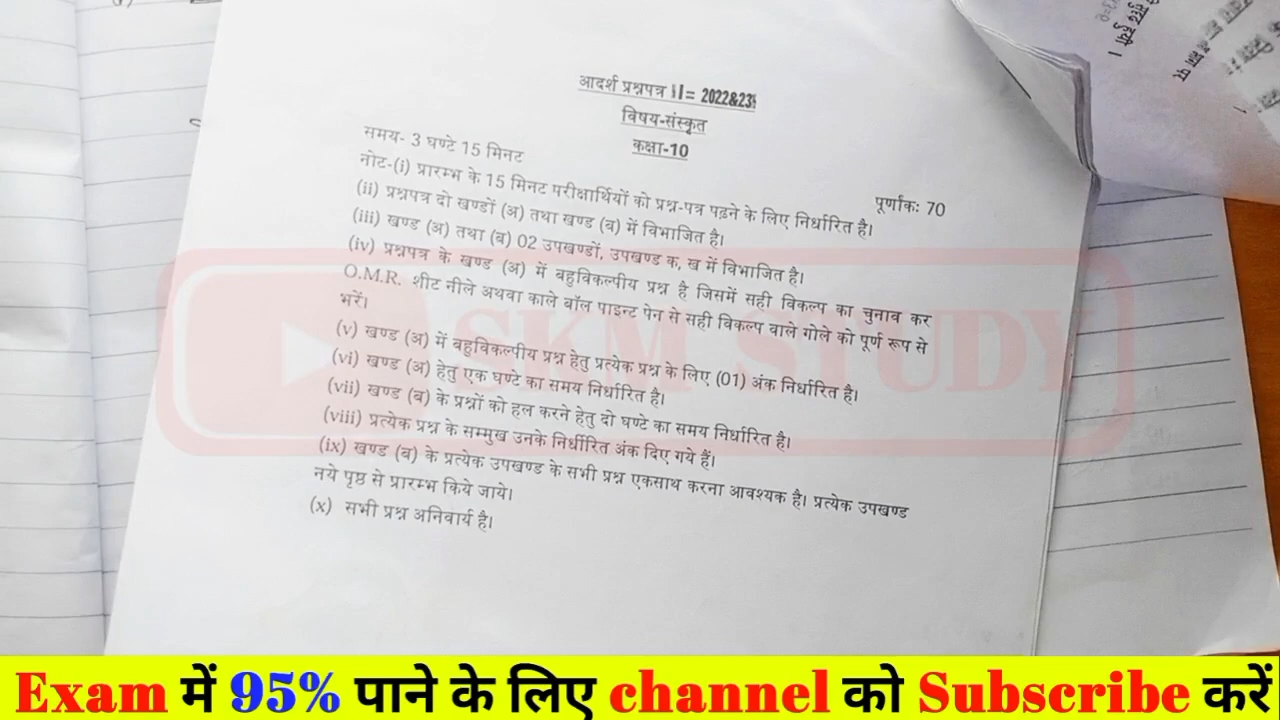 आदर्श प्रश्नपत्र II= 2022&23
विषय-संस्कृत
कक्षा-10
समय- 3 घण्टे 15 मिनट
पूर्णांकः 70
नोट-(i) प्रारम्भ के 15 मिनट परीक्षार्थियों को प्रश्न-पत्र पढ़ने के लिए निर्धारित है।
(ii) प्रश्नपत्र दो खण्डों (अ) तथा खण्ड (ब) में विभाजित है।
(iii) खण्ड (अ) तथा (ब) 02 उपखण्डों, उपखण्ड क, ख में विभाजित है।
(iv) प्रश्नपत्र के खण्ड (अ) में बहुविकल्पीय प्रश्न है जिसमें सही विकल्प का चुनाव कर
O.M.R. शीट नीले अथवा काले बॉल पाइन्ट पेन से सही विकल्प वाले गोले को पूर्ण रूप से
भरें।
(v) खण्ड (अ) में बहुविकल्पीय प्रश्न हेतु प्रत्येक प्रश्न के लिए (01) अंक निर्धारित है।
(vi) खण्ड (अ) हेतु एक घण्टे का समय निर्धारित है।
(vii) खण्ड (ब) के प्रश्नों को हल करने हेतु दो घण्टे का समय निर्धारित है।
(viii) प्रत्येक प्रश्न के सम्मुख उनके निर्धीरित अंक दिए गये हैं।
(ix) खण्ड (ब) के प्रत्येक उपखण्ड के सभी प्रश्न एकसाथ करना आवश्यक है। प्रत्येक उपखण्ड
नये पृष्ठ से प्रारम्भ किये जाये।
(x) सभी प्रश्न अनिवार्य है।
SKM STUDY
Exam में 95% पाने के लिए channel को Subscribe करें